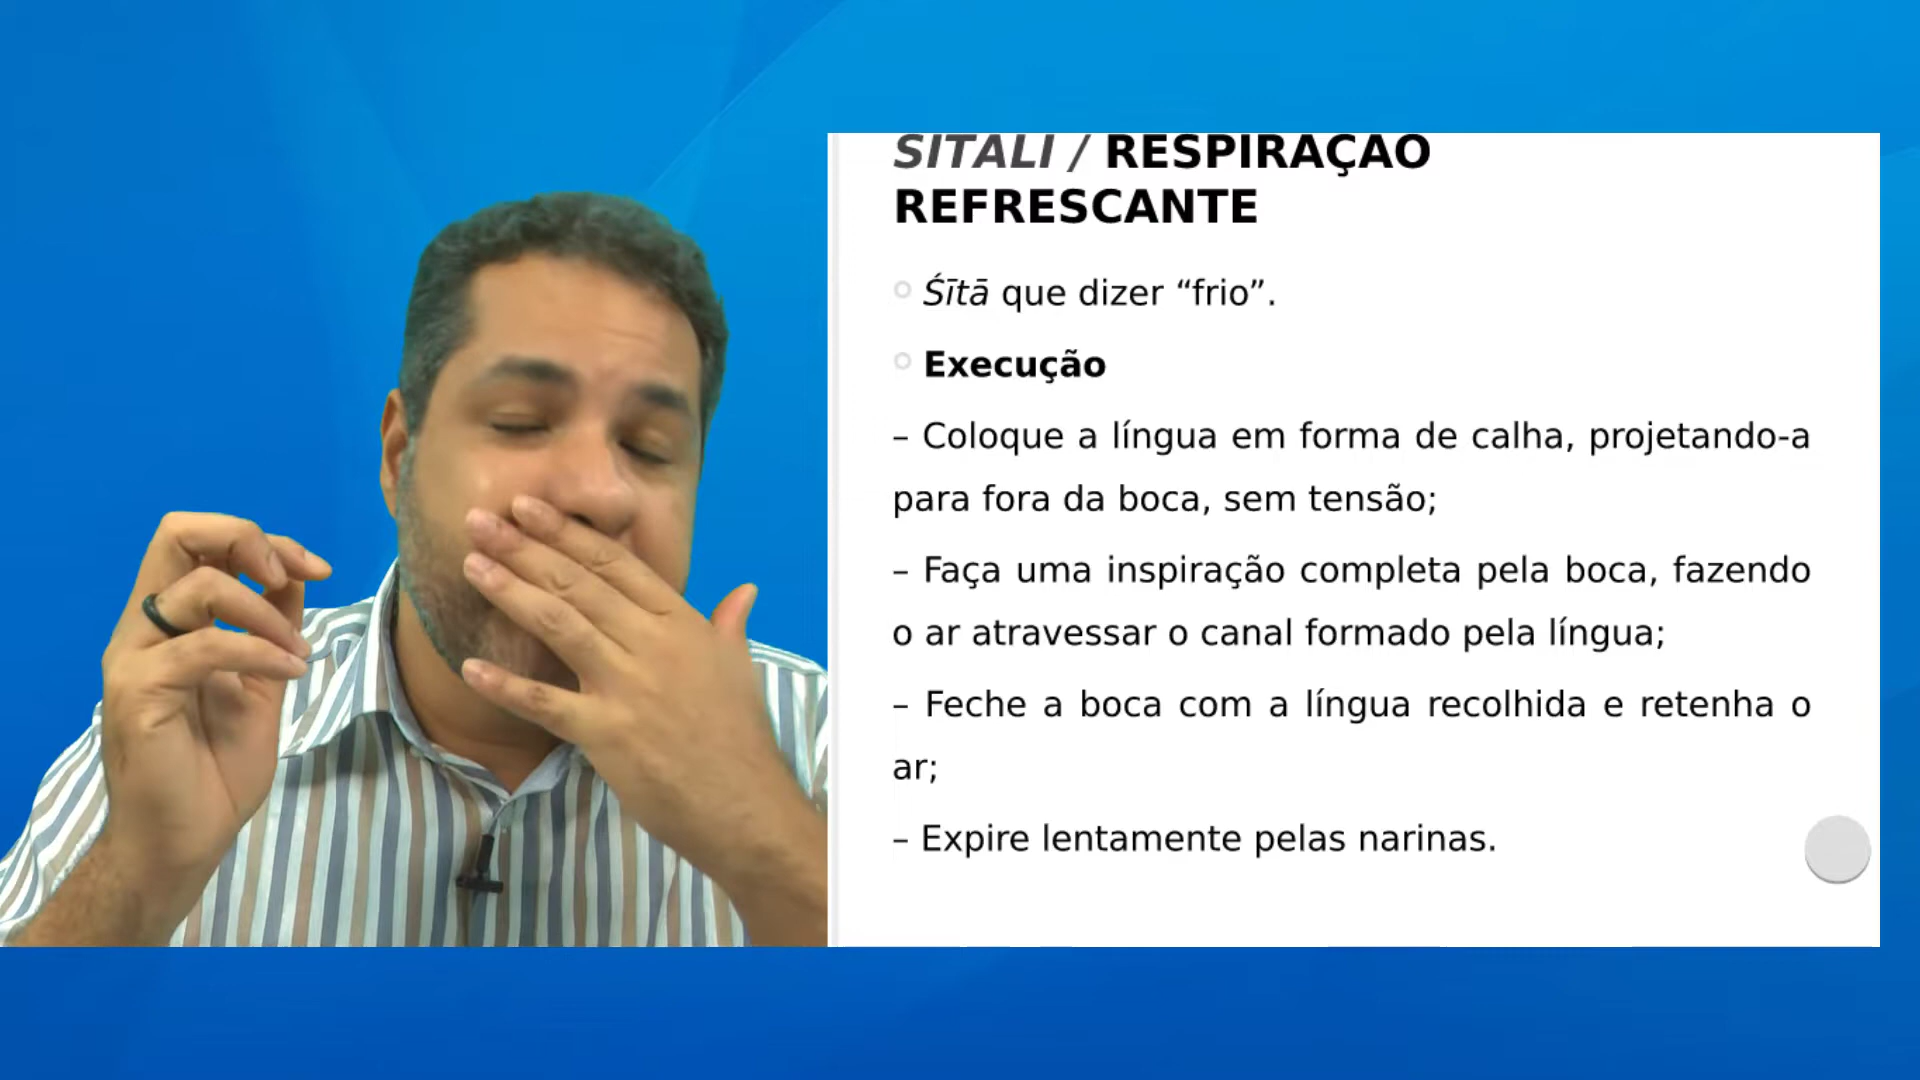 SITALI / RESPIRAÇÃO
REFRESCANTE
Śītā que dizer “frio”.
Execução
– Coloque a língua em forma de calha, projetando-a
para fora da boca, sem tensão;
– Faça uma inspiração completa pela boca, fazendo
o ar atravessar o canal formado pela língua;
– Feche a boca com a língua recolhida e retenha o
ar;
– Expire lentamente pelas narinas.